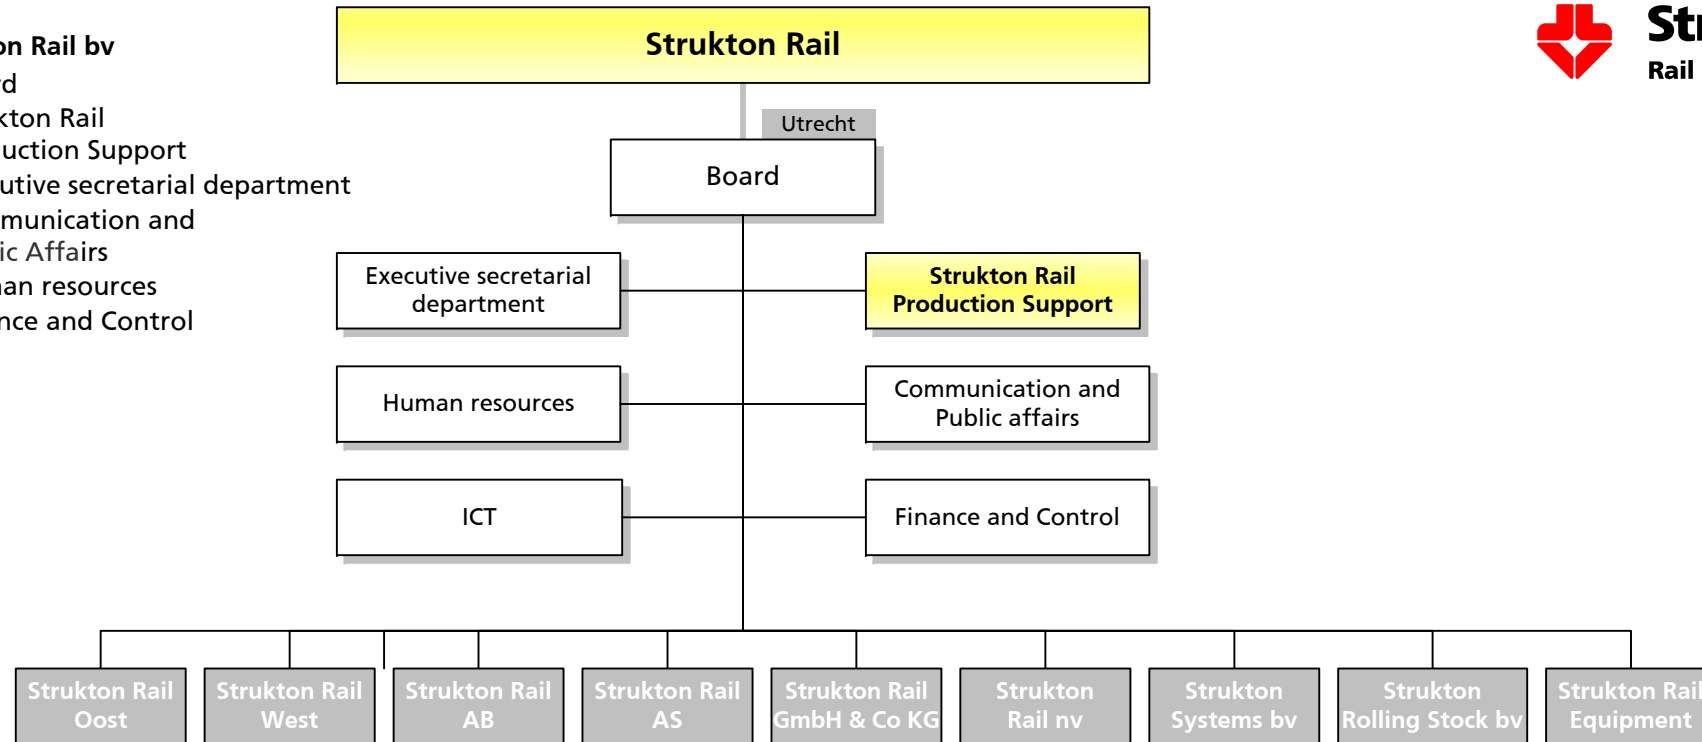 on Rail bv
rd
kton Rail
uction Support
utive secretarial department
munication and
ic Affairs
an resources
nce and Control
Strukton Rail
Str
Rail
Utrecht
Board
Executive secretarial
department
Strukton Rail
Production Support
Human resources
Communication and
Public affairs
ICT
Finance and Control
Strukton Rail
Oost
Strukton Rail
West
Strukton Rail
AB
Strukton Rail
AS
Strukton Rail
GmbH & Co KG
Strukton
Rail nv
Strukton
Systems bv
Strukton
Rolling Stock bv
Strukton Rail
Equipment